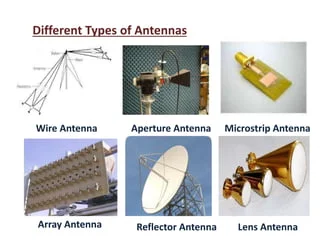 Different Types of Antennas
Wire Antenna
Aperture Antenna
Microstrip Antenna
Array Antenna
Reflector Antenna
Lens Antenna